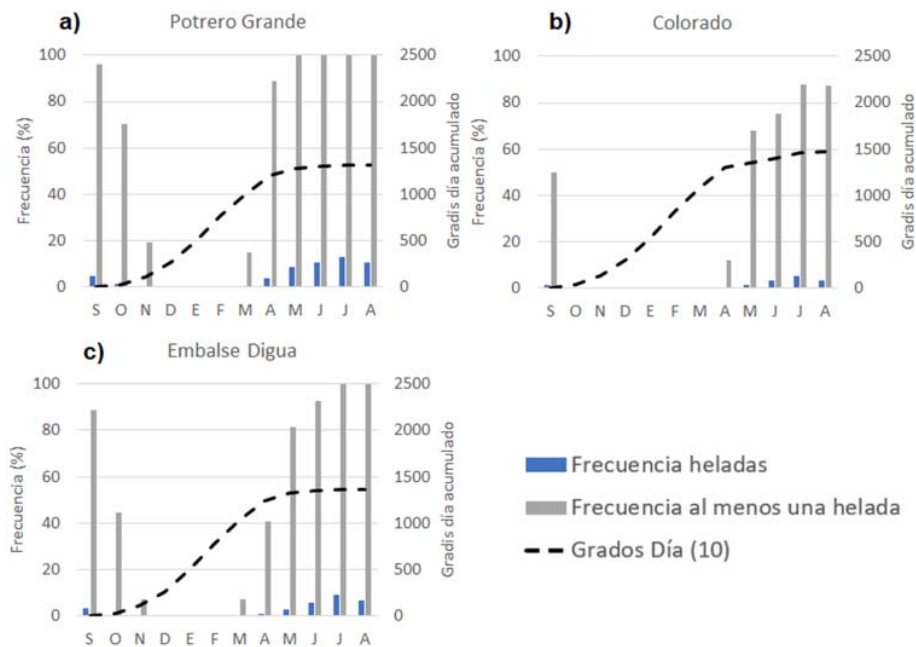 a)
Potrero Grande
Frecuencia (%)
100
80
60
40
20
0
2500
2000
1500
1000
500
0
Gradis día acumulado
S O N D E F M A M J J A
b)
Colorado
Frecuencia (%)
100
80
60
40
20
0
2500
2000
1500
1000
500
0
Gradis día acumulado
S O N D E F M A M J J A
c)
Embalse Digua
Frecuencia (%)
100
80
60
40
20
0
2500
2000
1500
1000
500
0
Gradis día acumulado
S O N D E F M A M J J A
Frecuencia heladas
Frecuencia al menos una helada
Grados Día (10)